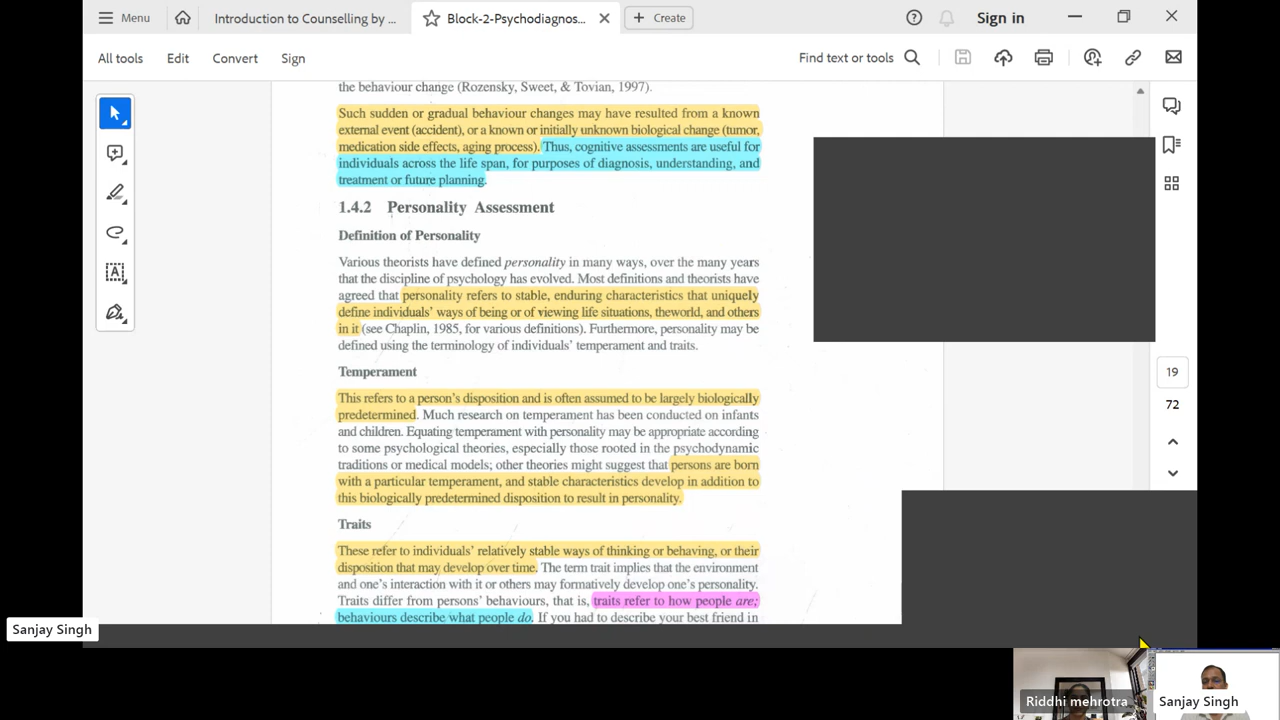 Menu
Introduction to Counselling by ...
Block-2-Psychodiagnos...
Create
Sign in
All tools
Edit
Convert
Sign
Find text or tools
the behaviour change (Rozensky, Sweet, & Tovian, 1997).
Such sudden or gradual behaviour changes may have resulted from a known
external event (accident), or a known or initially unknown biological change (tumor,
medication side effects, aging process). Thus, cognitive assessments are useful for
individuals across the life span, for purposes of diagnosis, understanding, and
treatment or future planning.
1.4.2 Personality Assessment
Definition of Personality
Various theorists have defined personality in many ways, over the many years
that the discipline of psychology has evolved. Most definitions and theorists have
agreed that personality refers to stable, enduring characteristics that uniquely
define individuals' ways of being or of viewing life situations, theworld, and others
in it (see Chaplin, 1985, for various definitions). Furthermore, personality may be
defined using the terminology of individuals' temperament and traits.
Temperament
This refers to a person's disposition and is often assumed to be largely biologically
predetermined. Much research on temperament has been conducted on infants
and children. Equating temperament with personality may be appropriate according
to some psychological theories, especially those rooted in the psychodynamic
traditions or medical models; other theories might suggest that persons are born
with a particular temperament, and stable characteristics develop in addition to
this biologically predetermined disposition to result in personality.
Traits
These refer to individuals' relatively stable ways of thinking or behaving, or their
disposition that may develop over time. The term trait implies that the environment
and one's interaction with it or others may formatively develop one's personality.
Traits differ from persons' behaviours, that is, traits refer to how people are;
behaviours describe what people do. If you had to describe your best friend in
19
72
Sanjay Singh
Riddhi mehrotra
Sanjay Singh